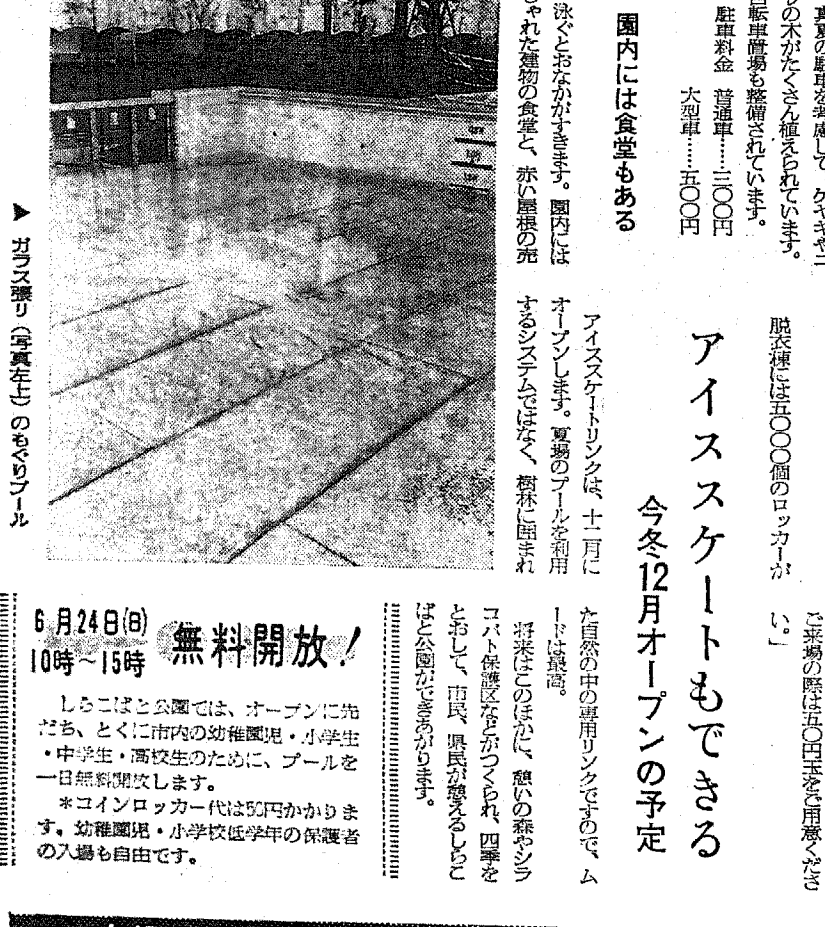 真夏の駐車を考慮して、ケヤキやニ
の木がたくさん植えられています。
自転車置場も整備されています。
駐車料金 普通車……三〇〇円
大型車……五〇〇円
園内には食堂もある
泳ぐとおなかがすきます。園内には
ゃれた建物の食堂と、赤い屋根の売
脱衣棟には五〇〇〇個のロッカーが
ご来場の際は五〇円玉をご用意くださ
い。」
アイススケートもできる
今冬12月オープンの予定
アイススケートリンクは、十二月に
オープンします。夏場のプールを利用
するシステムではなく、樹林に囲まれ
た自然の中の専用リンクですので、ム
ードは最高。
将来はこのほかに、憩いの森やシラ
コバト保護区などがつくられ、四季を
とおして、市民、県民が憩えるしらこ
ばと公園ができあがります。
▲ ガラス張り(写真左上)のもぐりプール
6月24日(日)
10時~15時
無料開放!
しらこばと公園では、オープンに先
だち、とくに市内の幼稚園児・小学生
・中学生・高校生のために、プールを
一日無料開放します。
*コインロッカー代は50円かかりま
す。幼稚園児・小学校低学年の保護者
の入場も自由です。